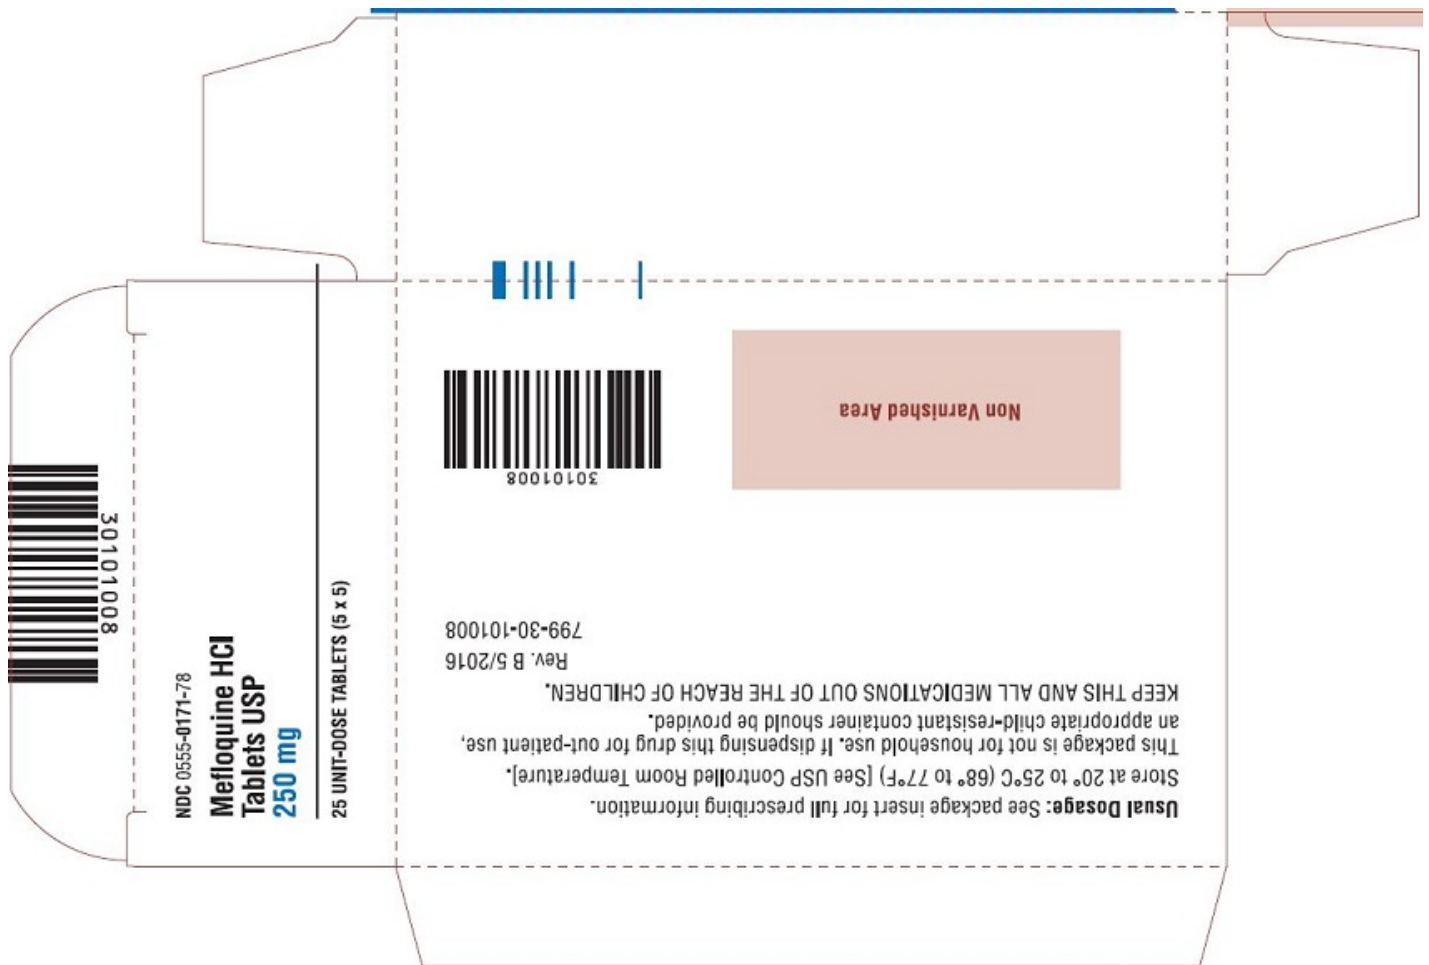 NDC 0555-0171-78
Mefloquine HCl
Tablets USP
250 mg
25 UNIT-DOSE TABLETS (5 x 5)
30101008
Usual Dosage: See package insert for full prescribing information.
Store at 20° to 25°C (68° to 77°F) [See USP Controlled Room Temperature].
This package is not for household use. If dispensing this drug for out-patient use,
an appropriate child-resistant container should be provided.
KEEP THIS AND ALL MEDICATIONS OUT OF THE REACH OF CHILDREN.
Rev. B 5/2016
799-30-101008
30101008
Non Varnished Area